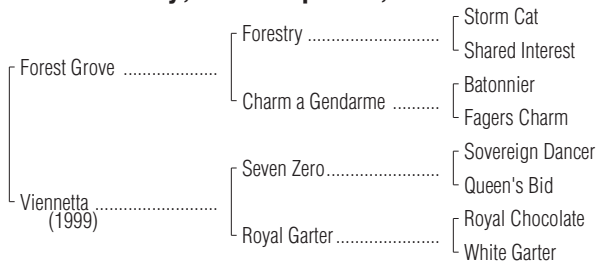 Storm Cat
Forestry ..............................
Shared Interest
Forest Grove .....................
Batonnier
Charm a Gendarme ..........
Fagers Charm
Sovereign Dancer
Seven Zero.........................
Queen's Bid
Viennetta ...........................
(1999)
Royal Chocolate
Royal Garter.......................
White Garter